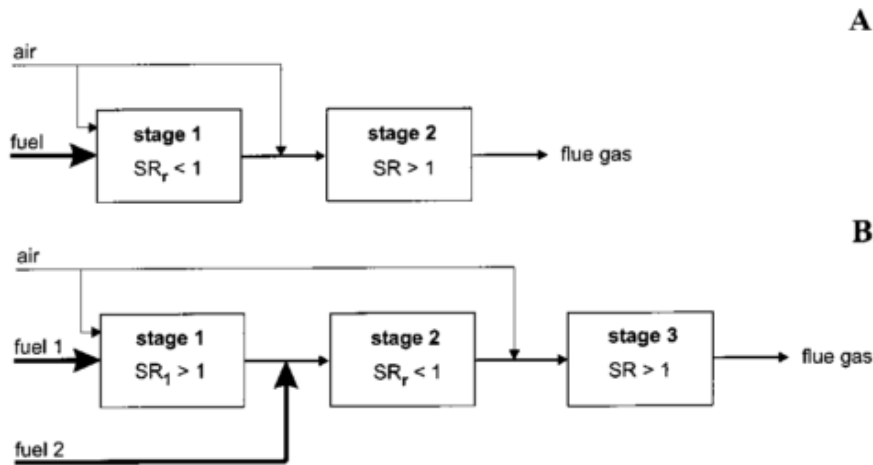 A
air
fuel
stage 1
SRr < 1
stage 2
SR > 1
flue gas
B
air
fuel 1
stage 1
SR1 > 1
stage 2
SRr < 1
stage 3
SR > 1
flue gas
fuel 2